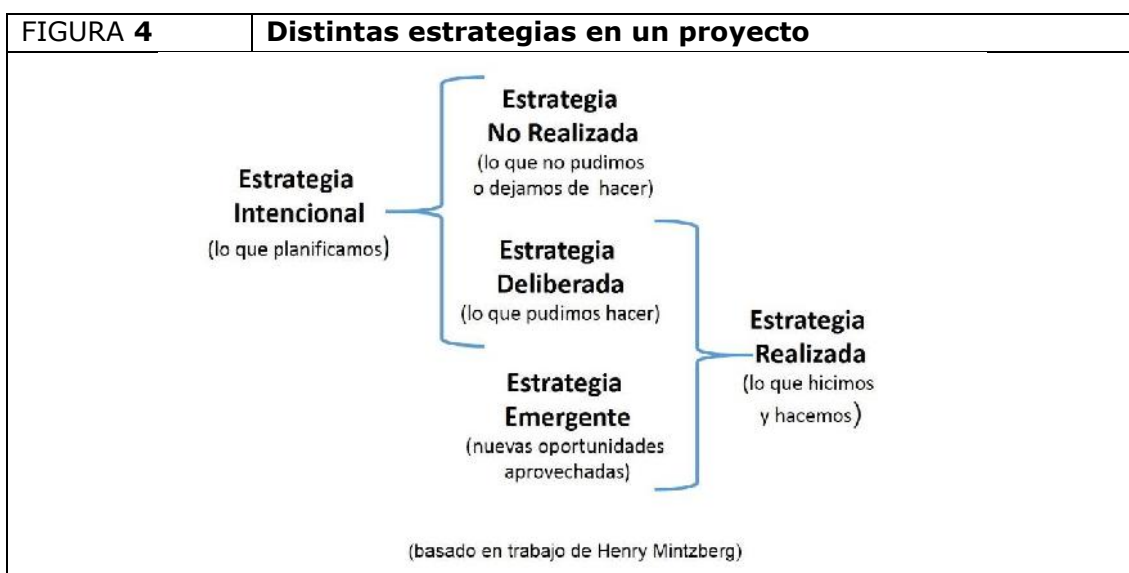 FIGURA 4 Distintas estrategias en un proyecto
Estrategia
No Realizada
(lo que no pudimos
o dejamos de hacer)
Estrategia
Intencional
(lo que planificamos)
Estrategia
Deliberada
(lo que pudimos hacer)
Estrategia
Emergente
(nuevas oportunidades
aprovechadas)
Estrategia
Realizada
(lo que hicimos
y hacemos)
(basado en trabajo de Henry Mintzberg)